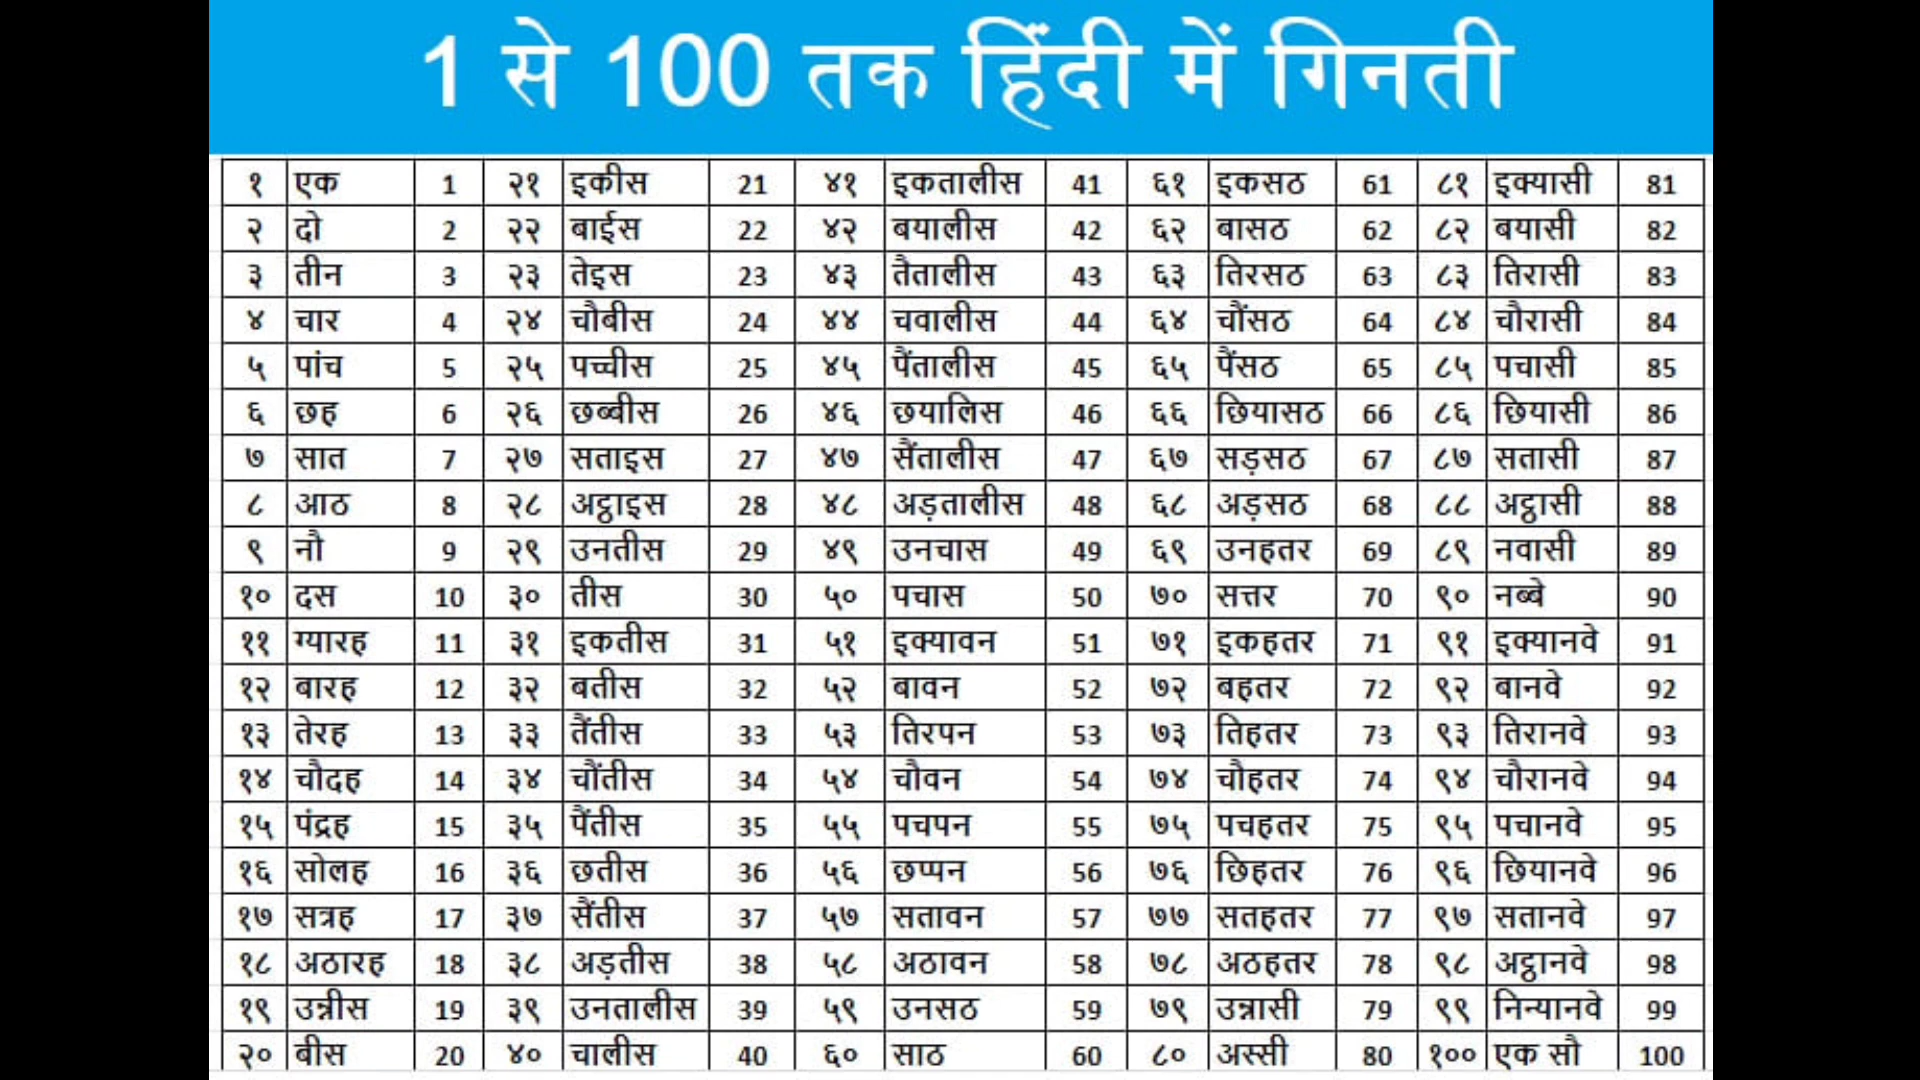 1 से 100 तक हिंदी में गिनती
१ एक 1 २१ इकीस 21 ४१ इकतालीस 41 ६१ इकसठ 61 ८१ इक्यासी 81
२ दो 2 २२ बाईस 22 ४२ बयालीस 42 ६२ बासठ 62 ८२ बयासी 82
३ तीन 3 २३ तेइस 23 ४३ तैतालीस 43 ६३ तिरसठ 63 ८३ तिरासी 83
४ चार 4 २४ चौबीस 24 ४४ चवालीस 44 ६४ चौंसठ 64 ८४ चौरासी 84
५ पांच 5 २५ पच्चीस 25 ४५ पैंतालीस 45 ६५ पैंसठ 65 ८५ पचासी 85
६ छह 6 २६ छब्बीस 26 ४६ छयालिस 46 ६६ छियासठ 66 ८६ छियासी 86
७ सात 7 २७ सताइस 27 ४७ सैंतालीस 47 ६७ सड़सठ 67 ८७ सतासी 87
८ आठ 8 २८ अट्ठाइस 28 ४८ अड़तालीस 48 ६८ अड़सठ 68 ८८ अट्ठासी 88
९ नौ 9 २९ उनतीस 29 ४९ उनचास 49 ६९ उनहतर 69 ८९ नवासी 89
१० दस 10 ३० तीस 30 ५० पचास 50 ७० सत्तर 70 ९० नब्बे 90
११ ग्यारह 11 ३१ इकतीस 31 ५१ इक्यावन 51 ७१ इकहतर 71 ९१ इक्यानवे 91
१२ बारह 12 ३२ बतीस 32 ५२ बावन 52 ७२ बहतर 72 ९२ बानवे 92
१३ तेरह 13 ३३ तैंतीस 33 ५३ तिरपन 53 ७३ तिहतर 73 ९३ तिरानवे 93
१४ चौदह 14 ३४ चौंतीस 34 ५४ चौवन 54 ७४ चौहतर 74 ९४ चौरानवे 94
१५ पंद्रह 15 ३५ पैंतीस 35 ५५ पचपन 55 ७५ पचहतर 75 ९५ पचानवे 95
१६ सोलह 16 ३६ छतीस 36 ५६ छप्पन 56 ७६ छिहतर 76 ९६ छियानवे 96
१७ सत्रह 17 ३७ सैंतीस 37 ५७ सतावन 57 ७७ सतहतर 77 ९७ सतानवे 97
१८ अठारह 18 ३८ अड़तीस 38 ५८ अठावन 58 ७८ अठहतर 78 ९८ अट्ठानवे 98
१९ उन्नीस 19 ३९ उनतालीस 39 ५९ उनसठ 59 ७९ उन्नासी 79 ९९ निन्यानवे 99
२० बीस 20 ४० चालीस 40 ६० साठ 60 ८० अस्सी 80 १०० एक सौ 100